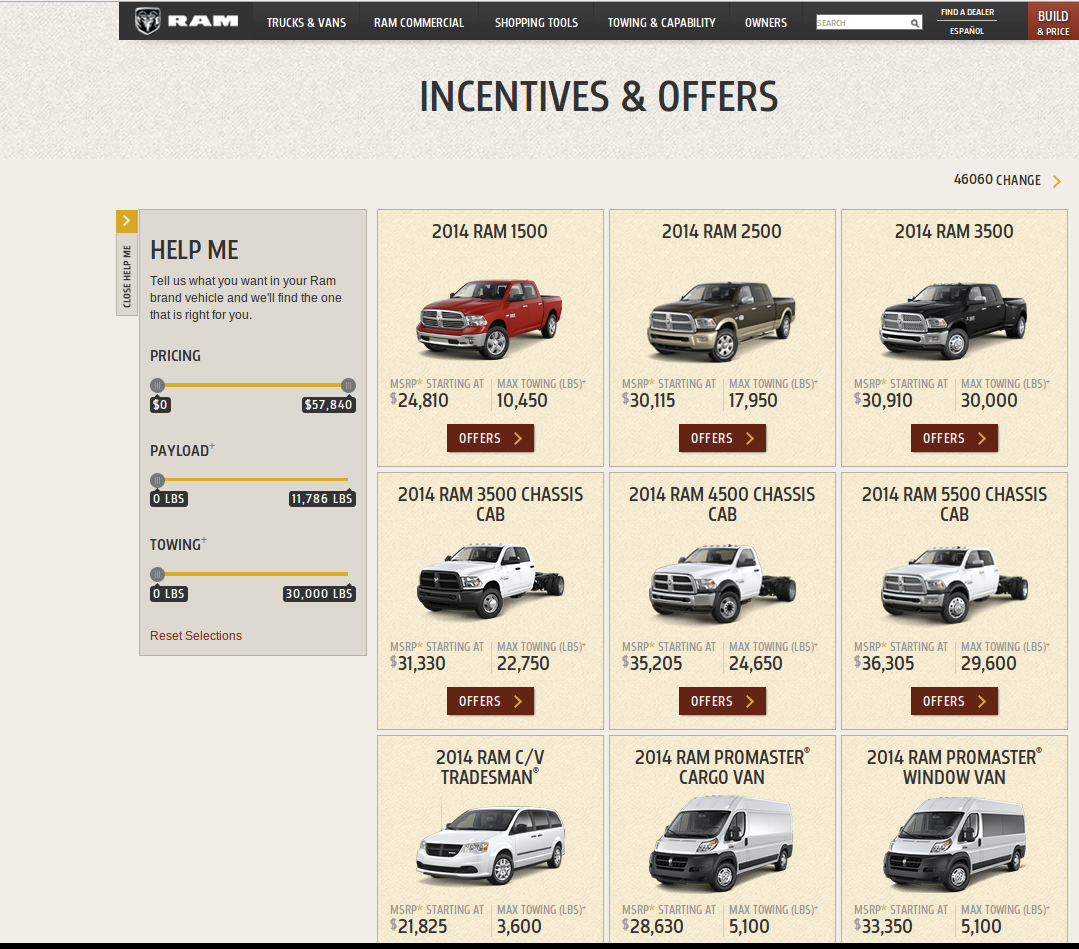 RAM
TRUCKS & VANS
RAM COMMERCIAL
SHOPPING TOOLS
TOWING & CAPABILITY
OWNERS
SEARCH
FIND A DEALER
ESPAÑOL
BUILD
& PRICE
INCENTIVES & OFFERS
46060 CHANGE
CLOSE HELP ME
HELP ME
Tell us what you want in your Ram
brand vehicle and we'll find the one
that is right for you.
PRICING
$0 $57,840
PAYLOAD+
0 LBS 11,786 LBS
TOWING+
0 LBS 30,000 LBS
Reset Selections
2014 RAM 1500
MSRP* STARTING AT MAX TOWING (LBS)+
$24,810 10,450
OFFERS
2014 RAM 2500
MSRP* STARTING AT MAX TOWING (LBS)+
$30,115 17,950
OFFERS
2014 RAM 3500
MSRP* STARTING AT MAX TOWING (LBS)+
$30,910 30,000
OFFERS
2014 RAM 3500 CHASSIS
CAB
MSRP* STARTING AT MAX TOWING (LBS)+
$31,330 22,750
OFFERS
2014 RAM 4500 CHASSIS
CAB
MSRP* STARTING AT MAX TOWING (LBS)+
$35,205 24,650
OFFERS
2014 RAM 5500 CHASSIS
CAB
MSRP* STARTING AT MAX TOWING (LBS)+
$36,305 29,600
OFFERS
2014 RAM C/V
TRADESMAN®
MSRP* STARTING AT MAX TOWING (LBS)+
$21,825 3,600
2014 RAM PROMASTER®
CARGO VAN
MSRP* STARTING AT MAX TOWING (LBS)+
$28,630 5,100
2014 RAM PROMASTER®
WINDOW VAN
MSRP* STARTING AT MAX TOWING (LBS)+
$33,350 5,100